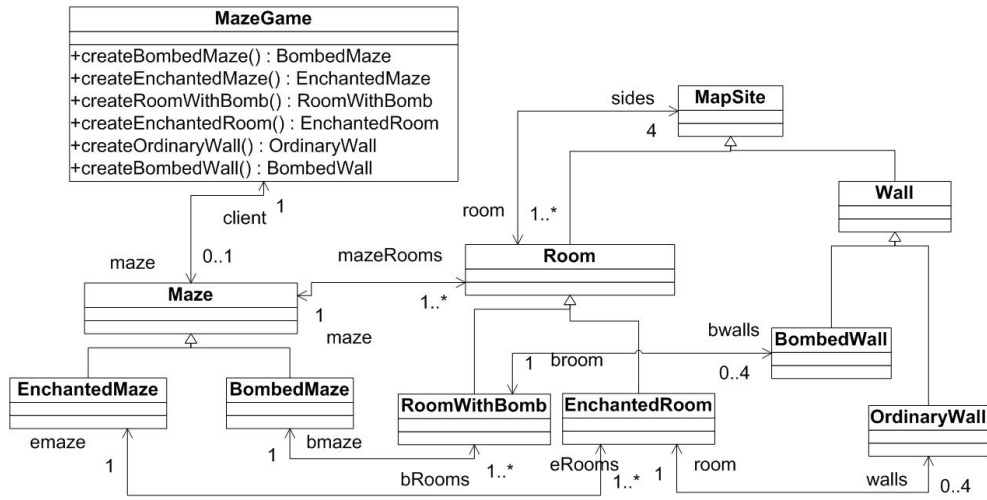 MazeGame
+createBombedMaze() : BombedMaze
+createEnchantedMaze() : EnchantedMaze
+createRoomWithBomb() : RoomWithBomb
+createEnchantedRoom() : EnchantedRoom
+createOrdinaryWall() : OrdinaryWall
+createBombedWall() : BombedWall
MapSite
sides
4
Wall
client
1
room
1..*
0..1
maze
mazeRooms
Room
Maze
1
1..*
maze
bwalls
BombedWall
1
broom
0..4
EnchantedMaze
BombedMaze
RoomWithBomb
EnchantedRoom
OrdinaryWall
emaze
1
1
bmaze
bRooms
1..*
eRooms
1..*
1
room
walls
0..4